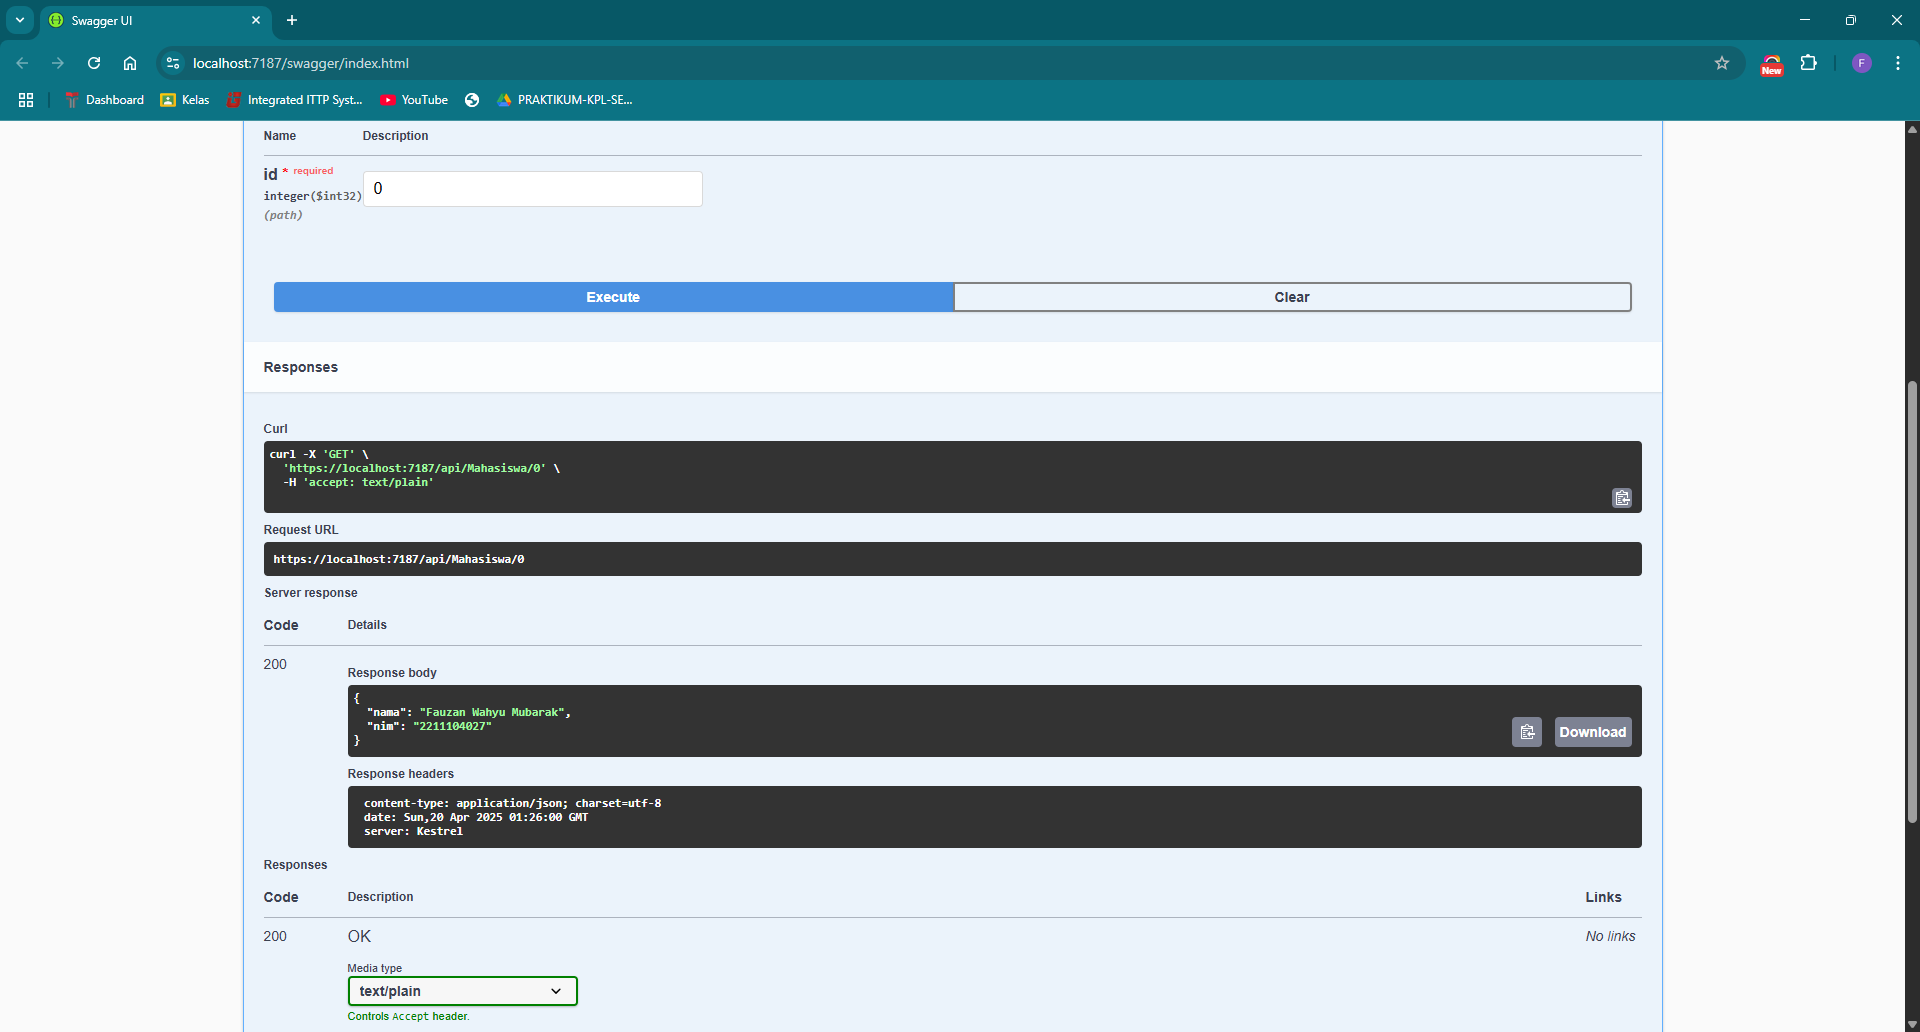 Swagger UI
localhost:7187/swagger/index.html
New
F
Dashboard
Kelas
Integrated ITTP Syst...
YouTube
PRAKTIKUM-KPL-SE...
Name Description
id * required
integer($int32)
(path)
0
Execute
Clear
Responses
Curl
curl -X 'GET' \
'https://localhost:7187/api/Mahasiswa/0' \
-H 'accept: text/plain'
Request URL
https://localhost:7187/api/Mahasiswa/0
Server response
Code Details
200
Response body
{
"nama": "Fauzan Wahyu Mubarak",
"nim": "2211104027"
}
Download
Response headers
content-type: application/json; charset=utf-8
date: Sun,20 Apr 2025 01:26:00 GMT
server: Kestrel
Responses
Code Description Links
200 OK No links
Media type
text/plain
Controls Accept header.